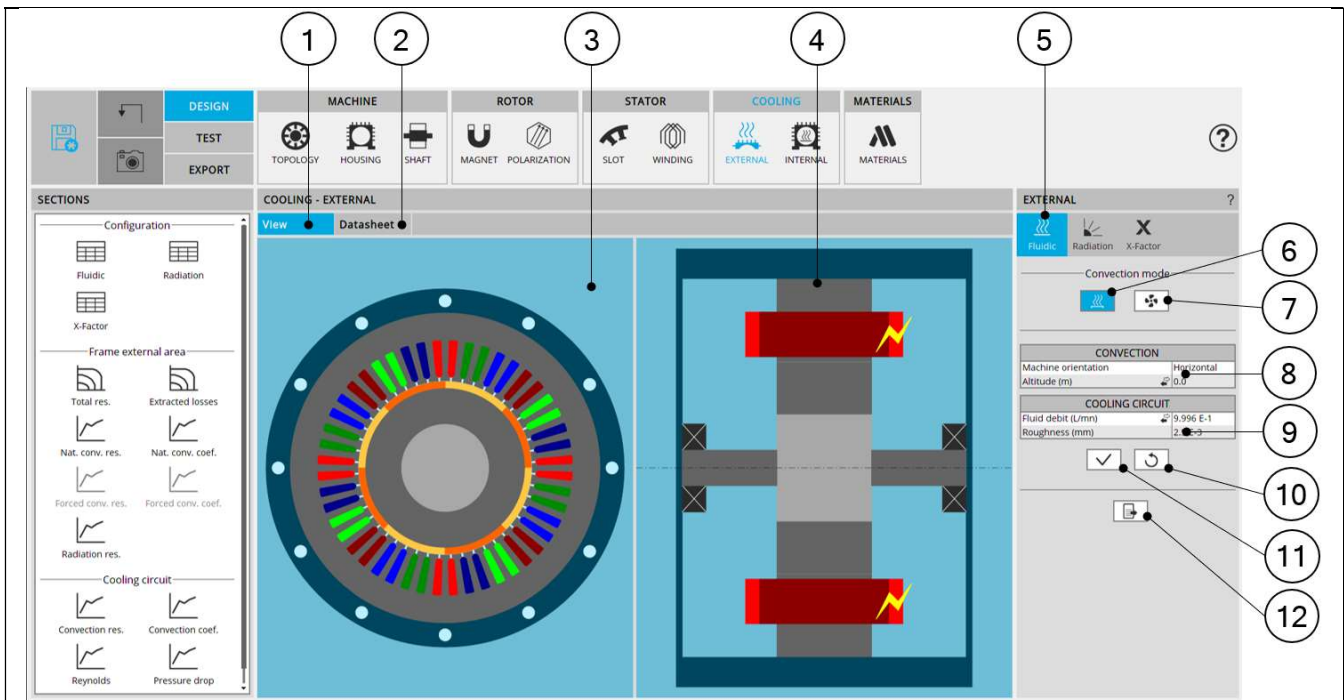 1 2 3 4 5
DESIGN MACHINE ROTOR STATOR COOLING MATERIALS
TEST
TOPOLOGY HOUSING SHAFT MAGNET POLARIZATION SLOT WINDING EXTERNAL INTERNAL MATERIALS
EXPORT
?
SECTIONS COOLING - EXTERNAL EXTERNAL ?
View Datasheet
Configuration
Fluidic Radiation
X-Factor
Frame external area
Total res. Extracted losses
Nat. conv. res. Nat. conv. coef.
Forced conv. res. Forced conv. coef.
Radiation res.
Cooling circuit
Convection res. Convection coef.
Reynolds Pressure drop
X
Fluidic Radiation X-Factor
Convection mode
6
7
CONVECTION
Machine orientation Horizontal
Altitude (m) 0.0
8
COOLING CIRCUIT
Fluid debit (L/mn) 9.996 E-1
Roughness (mm)
9
10
11
12